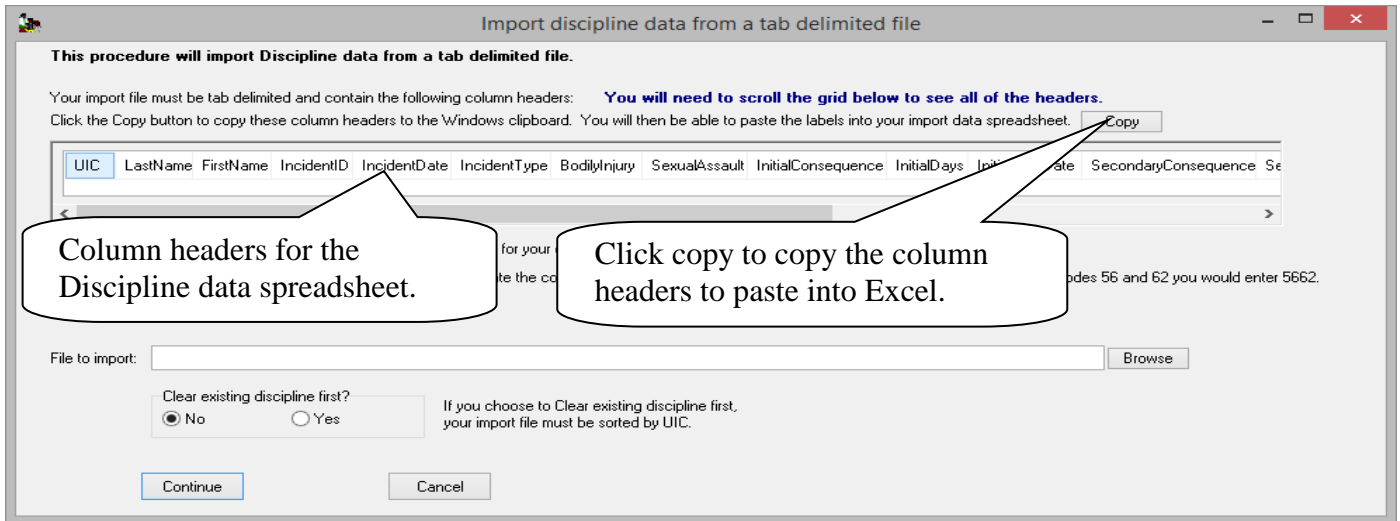 Import discipline data from a tab delimited file
This procedure will import Discipline data from a tab delimited file.
Your import file must be tab delimited and contain the following column headers: You will need to scroll the grid below to see all of the headers.
Click the Copy button to copy these column headers to the Windows clipboard. You will then be able to paste the labels into your import data spreadsheet. Copy
UIC LastName FirstName IncidentID IncidentDate IncidentType BodilyInjury SexualAssault InitialConsequence InitialDays ate SecondaryConsequence Se
Column headers for the
Discipline data spreadsheet.
for your
Click copy to copy the column
headers to paste into Excel.
the co
56 and 62 you would enter 5662.
File to import: Browse
Clear existing discipline first?
No Yes
If you choose to Clear existing discipline first,
your import file must be sorted by UIC.
Continue Cancel